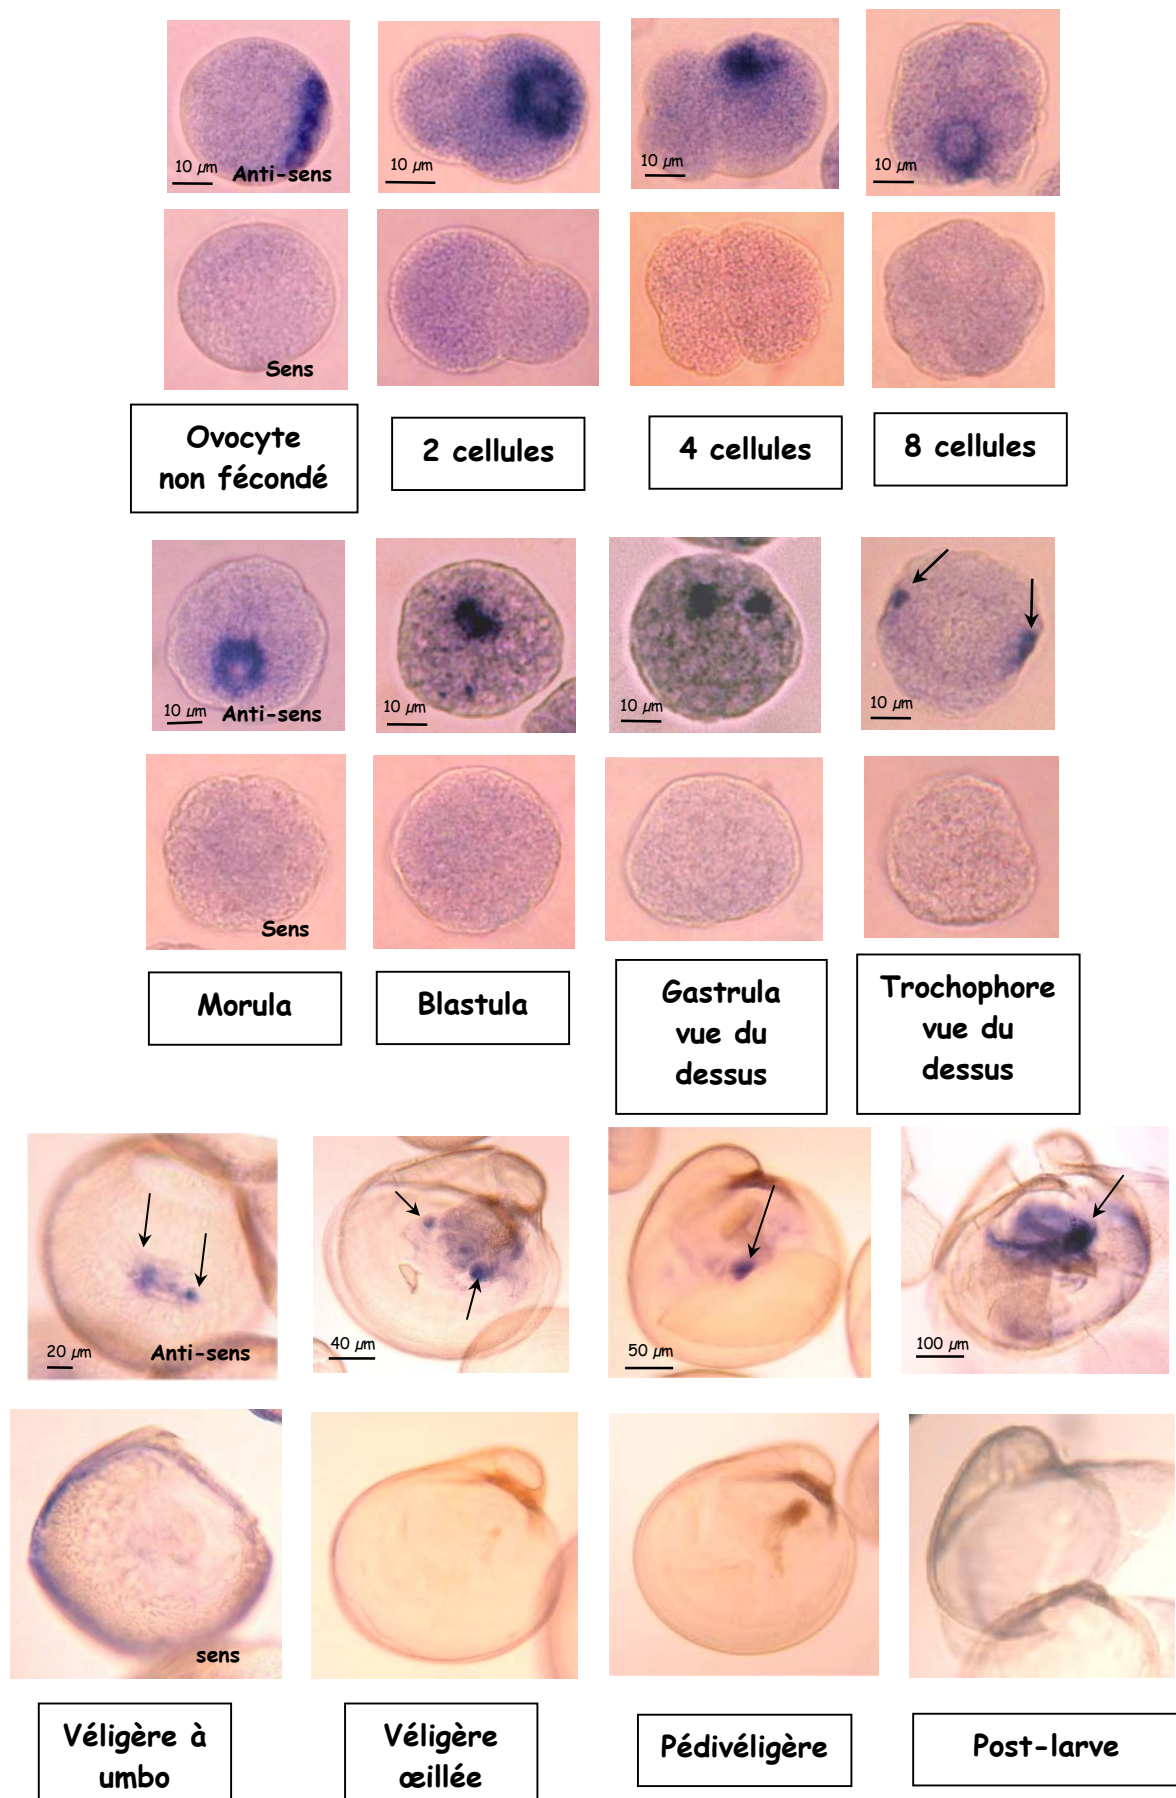 10 µm
Anti-sens
10 µm
10 µm
10 µm
Sens
Ovocyte
non fécondé
2 cellules
4 cellules
8 cellules
10 µm
Anti-sens
10 µm
10 µm
10 µm
Sens
Morula
Blastula
Gastrula
vue du
dessus
Trochophore
vue du
dessus
20 µm
Anti-sens
40 µm
50 µm
100 µm
sens
Véligère à
umbo
Véligère
œillée
Pédivéligère
Post-larve